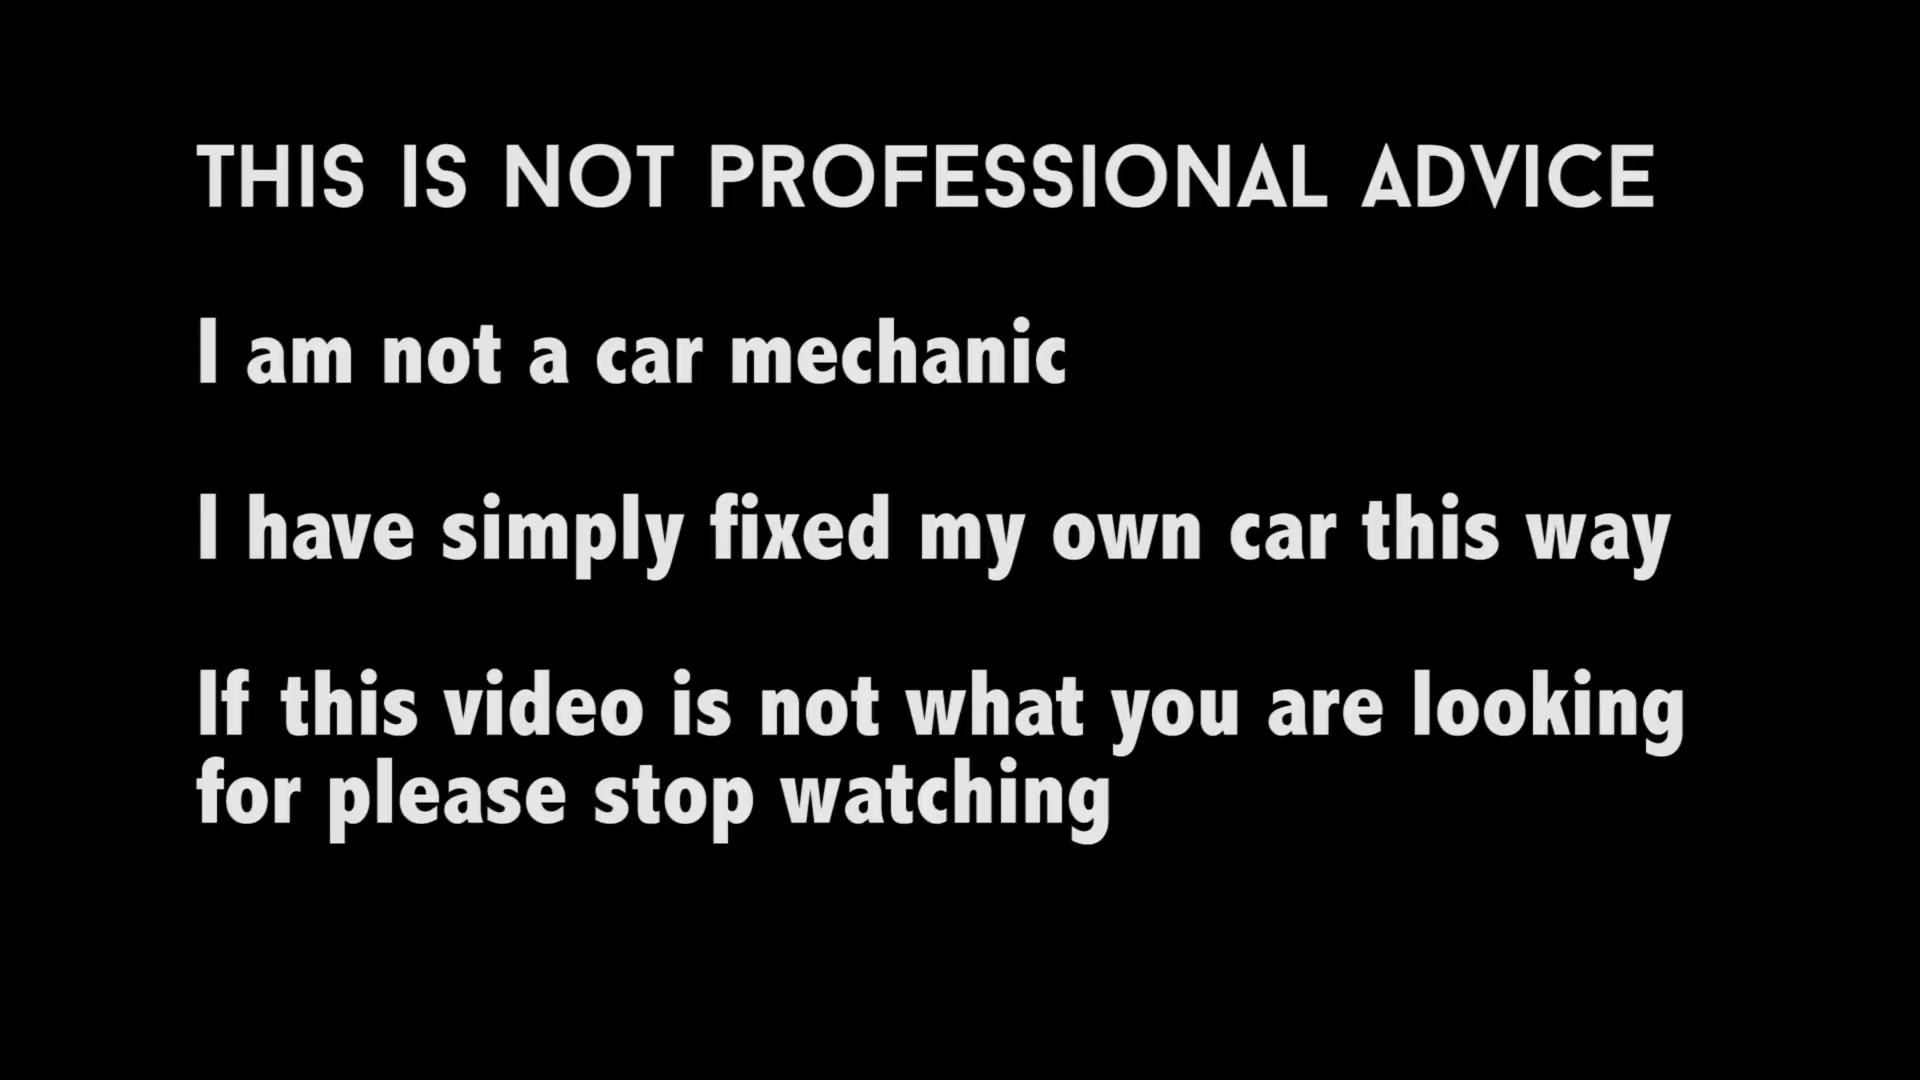 THIS IS NOT PROFESSIONAL ADVICE
I am not a car mechanic
I have simply fixed my own car this way
If this video is not what you are looking
for please stop watching